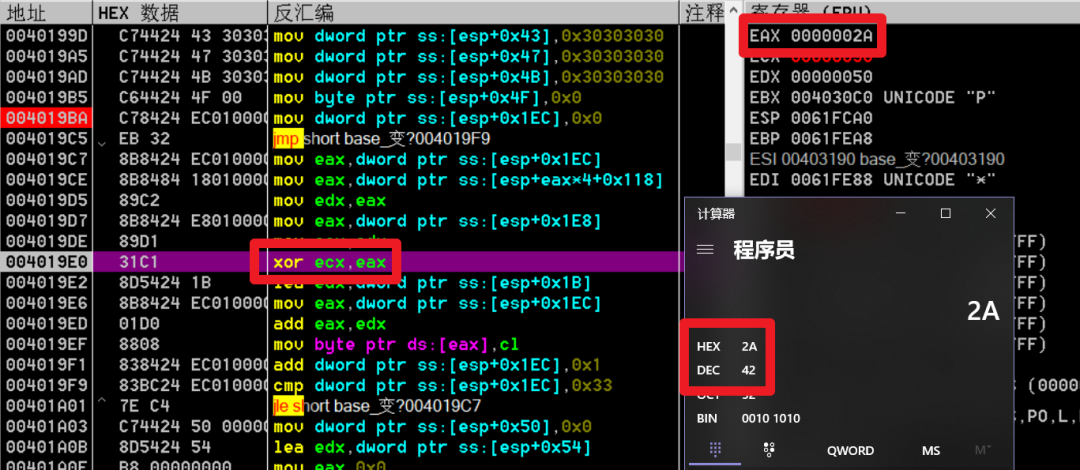 地址 HEX 数据 反汇编 注释 寄存器 (FPU)
0040199D C74424 43 30303 mov dword ptr ss:[esp+0x43],0x30303030
004019A5 C74424 47 30303 mov dword ptr ss:[esp+0x47],0x30303030
004019AD C74424 4B 30303 mov dword ptr ss:[esp+0x4B],0x30303030
004019B5 C64424 4F 00 mov byte ptr ss:[esp+0x4F],0x0
004019BA C78424 EC010000 mov dword ptr ss:[esp+0x1EC],0x0
004019C5 EB 32 jmp short base_变?004019F9
004019C7 8B8424 EC010000 mov eax,dword ptr ss:[esp+0x1EC]
004019CE 8B8484 18010000 mov eax,dword ptr ss:[esp+eax*4+0x118]
004019D5 89C2 mov edx,eax
004019D7 8B8424 E8010000 mov eax,dword ptr ss:[esp+0x1E8]
004019DE 89D1
004019E0 31C1 xor ecx,eax
004019E2 8D5424 1B lea edx,dword ptr ss:[esp+0x1B]
004019E6 8B8424 EC010000 mov eax,dword ptr ss:[esp+0x1EC]
004019ED 01D0 add eax,edx
004019EF 8808 mov byte ptr ds:[eax],cl
004019F1 838424 EC010000 add dword ptr ss:[esp+0x1EC],0x1
004019F9 83BC24 EC010000 cmp dword ptr ss:[esp+0x1EC],0x33
00401A01 7E C4 jle short base_变?004019C7
00401A03 C74424 50 00000 mov dword ptr ss:[esp+0x50],0x0
00401A0B 8D5424 54 lea edx,dword ptr ss:[esp+0x54]
00401A0F B8 00000000 mov eax,0x0
EAX 0000002A
ECX 00000050
EDX 00000050
EBX 004030C0 UNICODE "P"
ESP 0061FCA0
EBP 0061FEA8
ESI 00403190 base_变?00403190
EDI 0061FE88 UNICODE "*"
计算器
程序员
2A
HEX 2A
DEC 42
OCT 52
BIN 0010 1010
QWORD MS M
FF)
FF)
FF)
FF)
FF)
FF)
(0000
,PO,L,